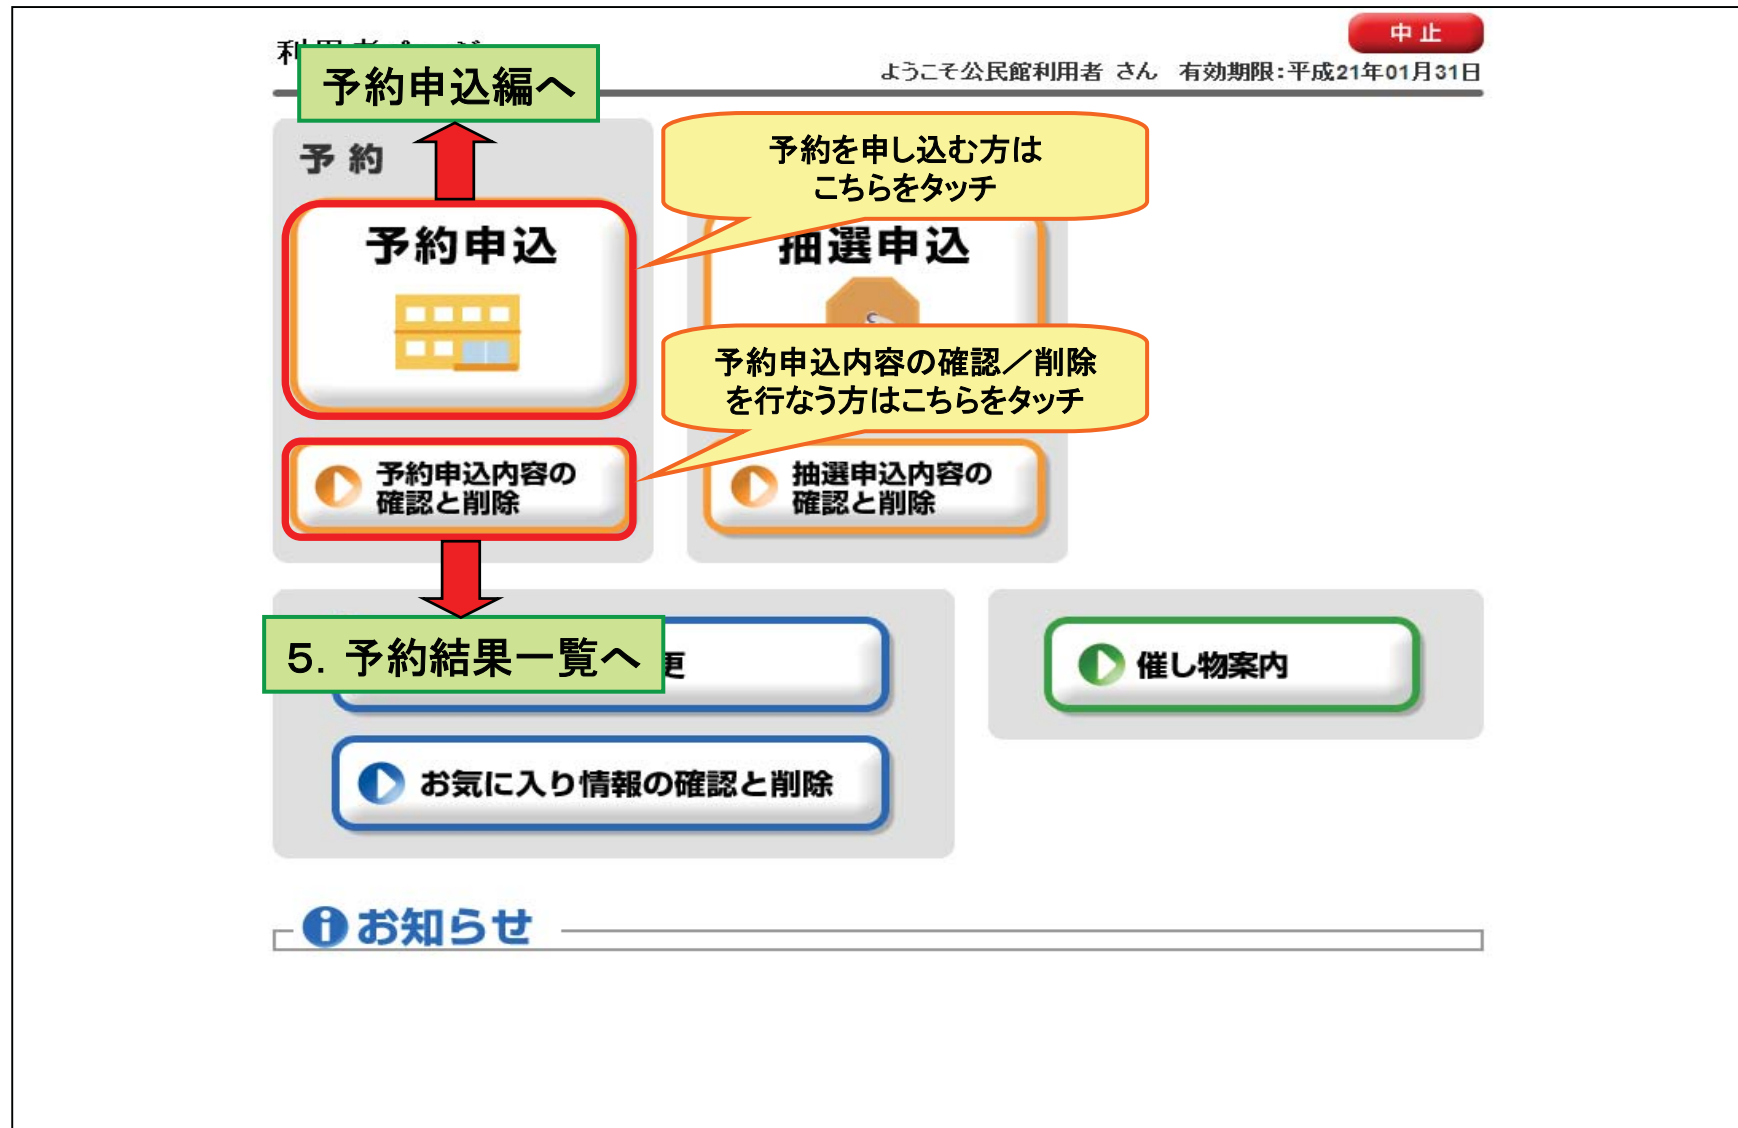 中止
予約申込編へ
ようこそ公民館利用者 さん 有効期限:平成21年01月31日
予約
予約を申し込む方は
こちらをタッチ
予約申込
抽選申込
予約申込内容の確認／削除
を行なう方はこちらをタッチ
予約申込内容の
確認と削除
抽選申込内容の
確認と削除
5. 予約結果一覧へ
更
催し物案内
お気に入り情報の確認と削除
お知らせ